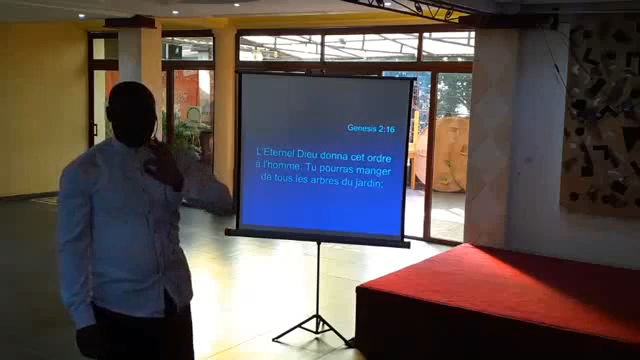 Genesis 2:16
L'Eternel Dieu donna cet ordre
à l'homme: Tu pourras manger
de tous les arbres du jardin;